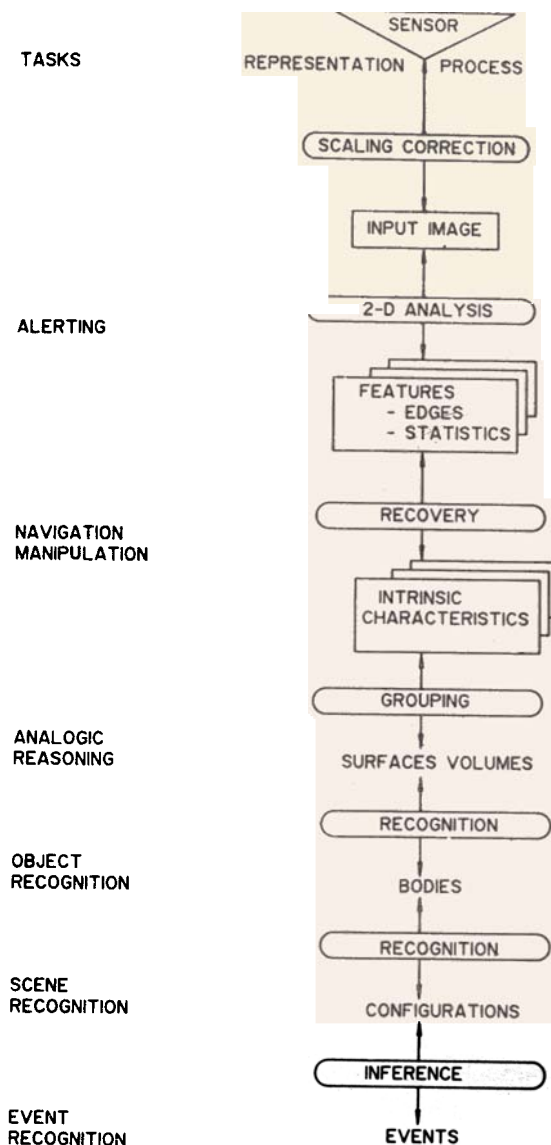 SENSOR
TASKS
REPRESENTATION PROCESS
SCALING CORRECTION
INPUT IMAGE
2-D ANALYSIS
ALERTING
FEATURES
- EDGES
- STATISTICS
RECOVERY
NAVIGATION
MANIPULATION
INTRINSIC
CHARACTERISTICS
GROUPING
ANALOGIC
REASONING
SURFACES VOLUMES
RECOGNITION
OBJECT
RECOGNITION
BODIES
RECOGNITION
SCENE
RECOGNITION
CONFIGURATIONS
INFERENCE
EVENT
RECOGNITION
EVENTS